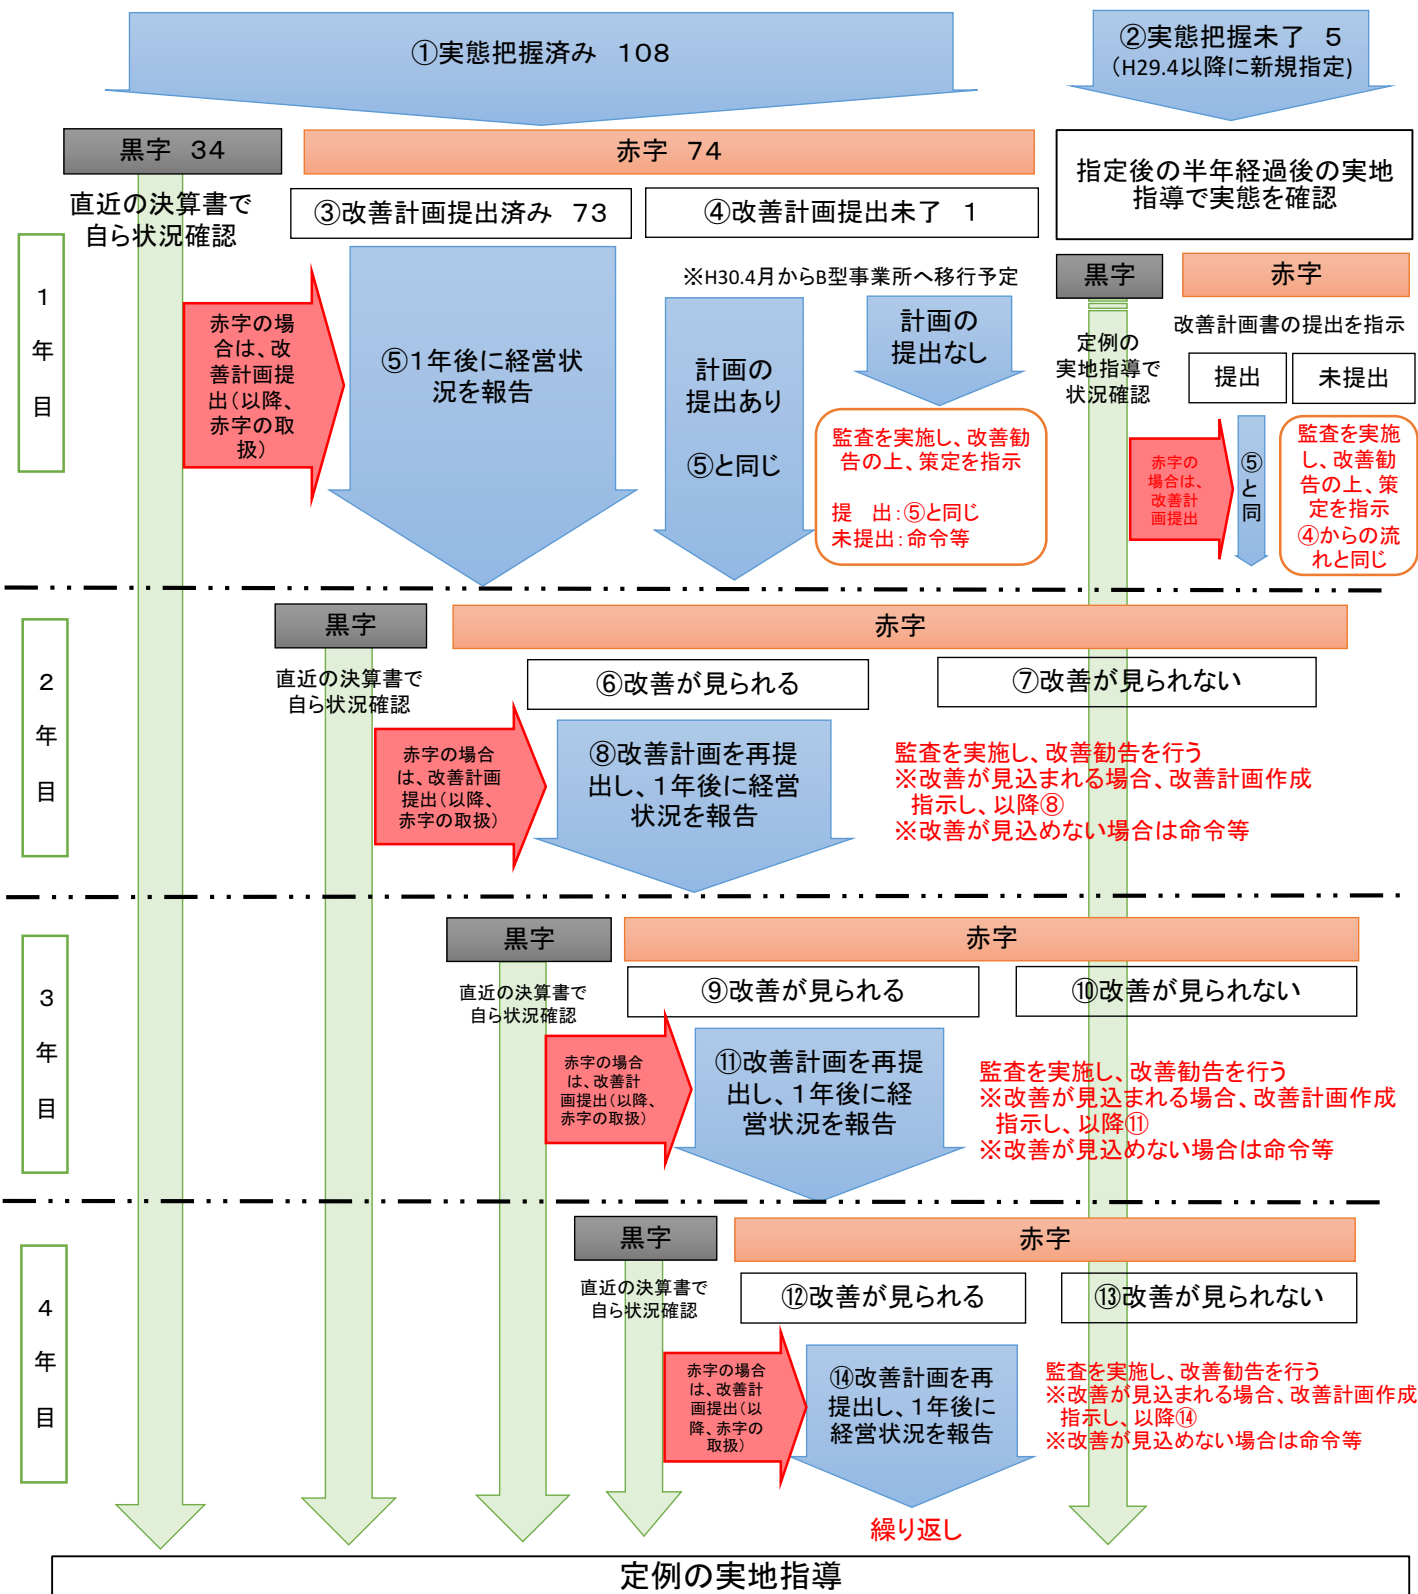 ①実態把握済み　108
②実態把握未了　5
（H29.4以降に新規指定)
黒字　34
赤字　74
指定後の半年経過後の実地
指導で実態を確認
直近の決算書で
自ら状況確認
③改善計画提出済み　73
④改善計画提出未了　1
1
年
目
※H30.4月からB型事業所へ移行予定
赤字の場
合は、改
善計画提
出（以降、
赤字の取
扱）
⑤1年後に経営状
況を報告
計画の
提出あり
⑤と同じ
計画の
提出なし
監査を実施し、改善勧
告の上、策定を指示
提　出：⑤と同じ
未提出：命令等
黒字
赤字
定例の
実地指導で
状況確認
改善計画書の提出を指示
提出
未提出
赤字の
場合は、
改善計
画提出
⑤
と
同
監査を実施
し、改善勧
告の上、策
定を指示
④からの流
れと同じ
2
年
目
黒字
赤字
直近の決算書で
自ら状況確認
⑥改善が見られる
⑦改善が見られない
赤字の場合
は、改善計画
提出（以降、
赤字の取扱）
⑧改善計画を再提
出し、1年後に経営
状況を報告
監査を実施し、改善勧告を行う
※改善が見込まれる場合、改善計画作成
指示し、以降⑧
※改善が見込めない場合は命令等
3
年
目
黒字
赤字
直近の決算書で
自ら状況確認
⑨改善が見られる
⑩改善が見られない
赤字の場合
は、改善計
画提出（以降、
赤字の取扱）
⑪改善計画を再提
出し、1年後に経
営状況を報告
監査を実施し、改善勧告を行う
※改善が見込まれる場合、改善計画作成
指示し、以降⑪
※改善が見込めない場合は命令等
4
年
目
黒字
赤字
直近の決算書で
自ら状況確認
⑫改善が見られる
⑬改善が見られない
赤字の場合
は、改善計
画提出（以
降、赤字の
取扱）
⑭改善計画を再
提出し、1年後に
経営状況を報告
監査を実施し、改善勧告を行う
※改善が見込まれる場合、改善計画作成
指示し、以降⑭
※改善が見込めない場合は命令等
繰り返し
定例の実地指導